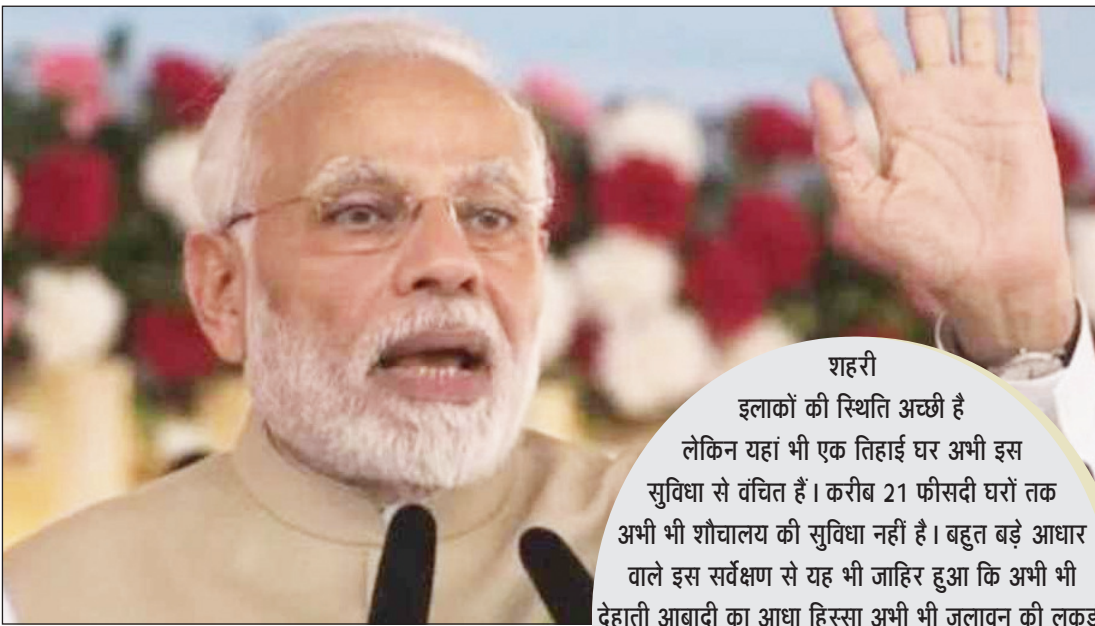 शहरी
इलाकों की स्थिति अच्छी है
लेकिन यहां भी एक तिहाई घर अभी इस
सुविधा से वंचित हैं। करीब 21 फीसदी घरों तक
अभी भी शौचालय की सुविधा नहीं है। बहुत बड़े आधार
वाले इस सर्वेक्षण से यह भी जाहिर हुआ कि अभी भी
देहाती आबादी का आधा हिस्सा अभी भी जलावन की